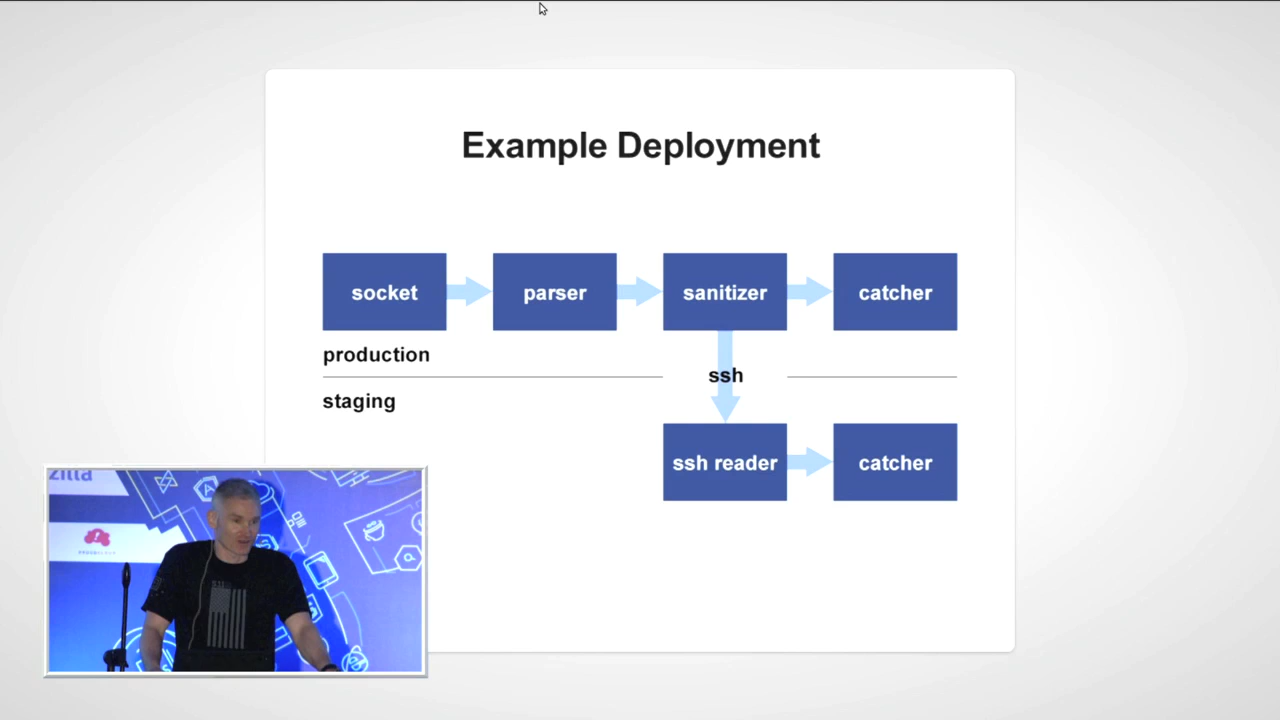 Example Deployment
socket
parser
sanitizer
catcher
production
ssh
staging
ssh reader
catcher
zilla